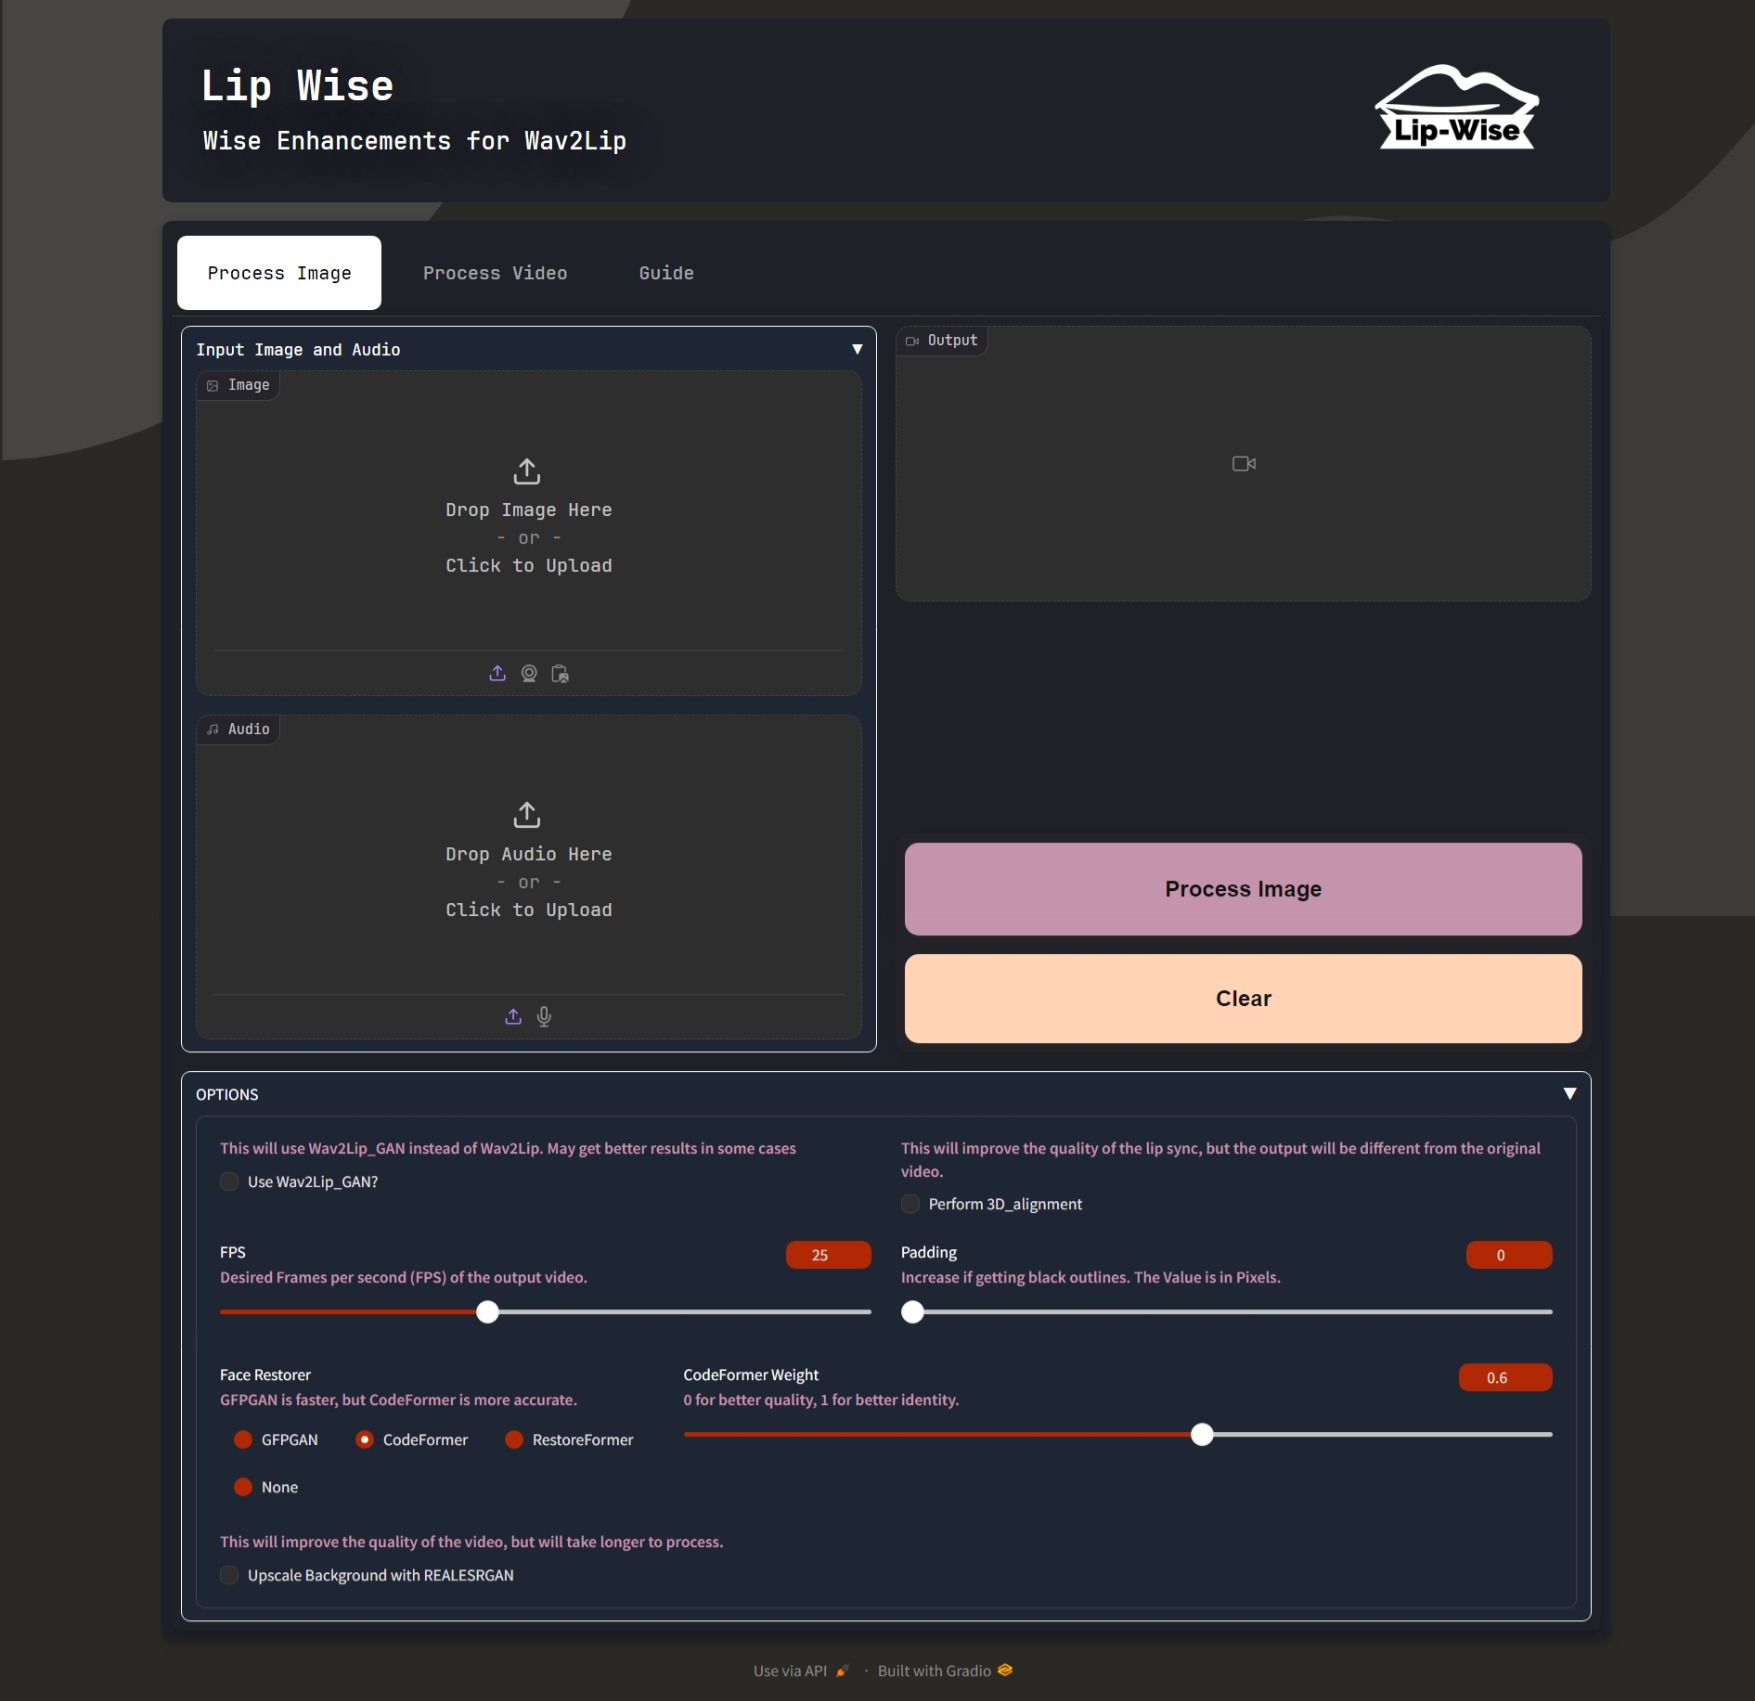 Lip Wise
Wise Enhancements for Wav2Lip
Lip-Wise
Process Image
Process Video
Guide
Input Image and Audio
Image
Drop Image Here
- or -
Click to Upload
Audio
Drop Audio Here
- or -
Click to Upload
Output
Process Image
Clear
OPTIONS
This will use Wav2Lip_GAN instead of Wav2Lip. May get better results in some cases
Use Wav2Lip_GAN?
This will improve the quality of the lip sync, but the output will be different from the original
video.
Perform 3D_alignment
FPS
25
Desired Frames per second (FPS) of the output video.
Padding
0
Increase if getting black outlines. The Value is in Pixels.
Face Restorer
GFPGAN is faster, but CodeFormer is more accurate.
GFPGAN
CodeFormer
RestoreFormer
None
CodeFormer Weight
0.6
0 for better quality, 1 for better identity.
This will improve the quality of the video, but will take longer to process.
Upscale Background with REALESRGAN
Use via API 🚀 · Built with Gradio